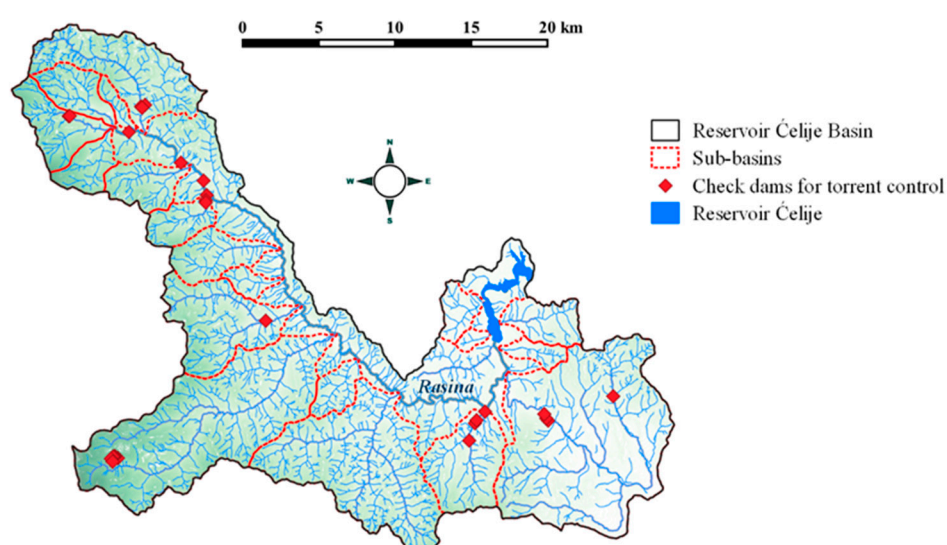 0 5 10 15 20 km
N
W E
S
Reservoir Ćelije Basin
Sub-basins
Check dams for torrent control
Reservoir Ćelije
Rasina